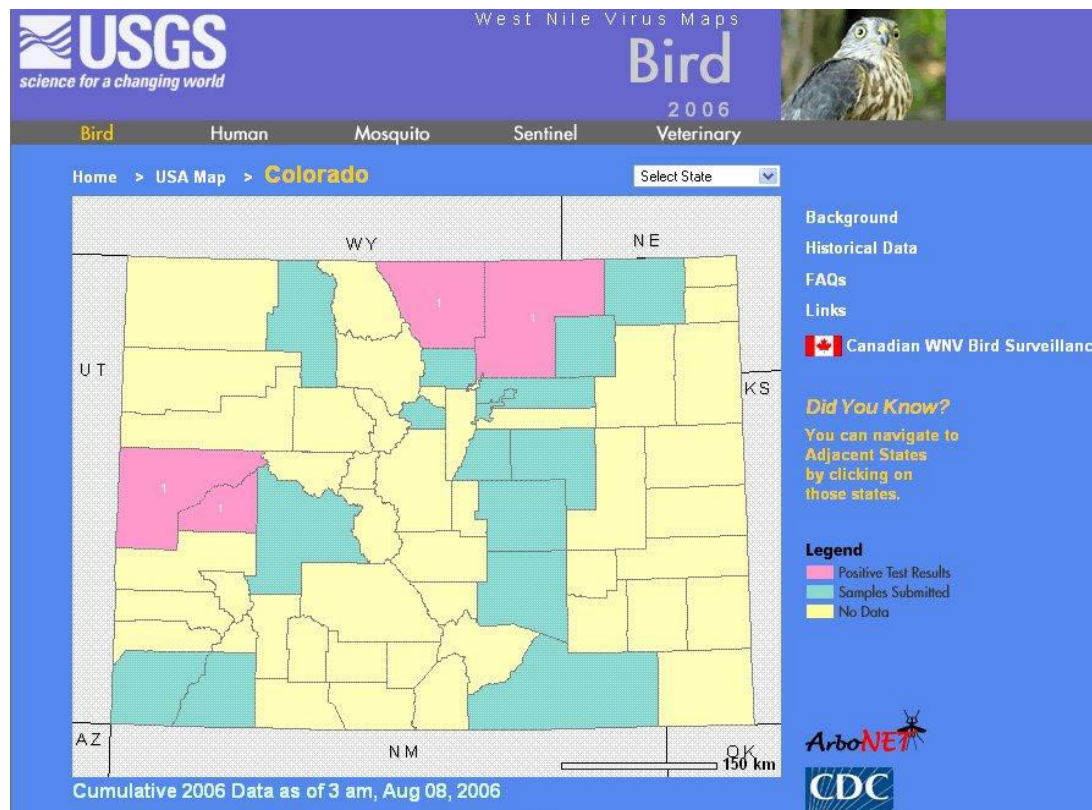 West Nile Virus Maps
USGS
science for a changing world
Bird
2006
Bird Human Mosquito Sentinel Veterinary
Home > USA Map > Colorado
Select State
Background
Historical Data
FAQs
Links
Canadian WNV Bird Surveillanc
Did You Know?
You can navigate to
Adjacent States
by clicking on
those states.
Legend
Positive Test Results
Samples Submitted
No Data
WY
NE
UT
KS
1
1
1
1
AZ
NM
OK
150 km
ArboNET
CDC
Cumulative 2006 Data as of 3 am, Aug 08, 2006